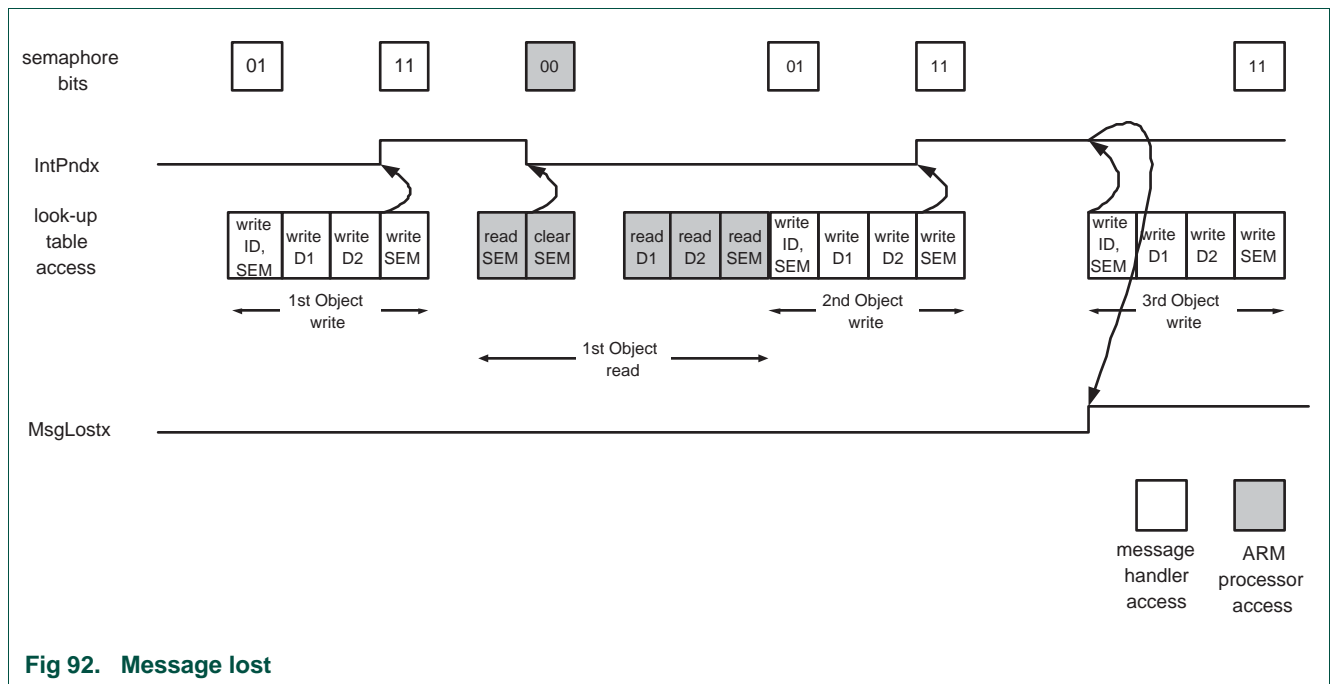 semaphore
bits
01
11
00
01
11
11
IntPndx
look-up
table
access
write
ID,
SEM
write
D1
write
D2
write
SEM
read
SEM
clear
SEM
read
D1
read
D2
read
SEM
write
ID,
SEM
write
D1
write
D2
write
SEM
write
ID,
SEM
write
D1
write
D2
write
SEM
1st Object
write
2nd Object
write
3rd Object
write
1st Object
read
MsgLostx
message
handler
access
ARM
processor
access
Fig 92. Message lost